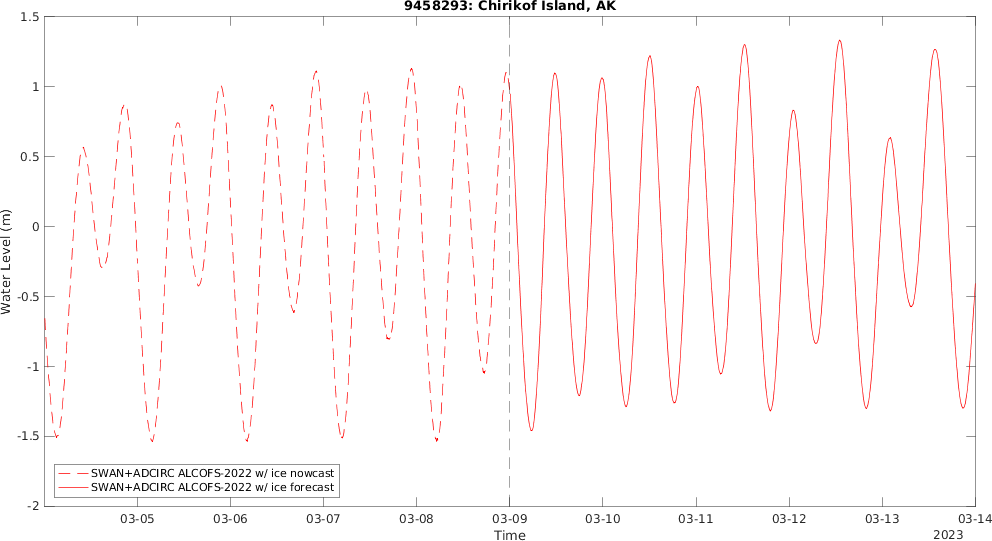 9458293: Chirikof Island, AK
1.5
1
0.5
0
-0.5
-1
-1.5
-2
Water Level (m)
SWAN+ADCIRC ALCOFS-2022 w/ ice nowcast
SWAN+ADCIRC ALCOFS-2022 w/ ice forecast
03-05 03-06 03-07 03-08 03-09 03-10 03-11 03-12 03-13 03-14
Time
2023